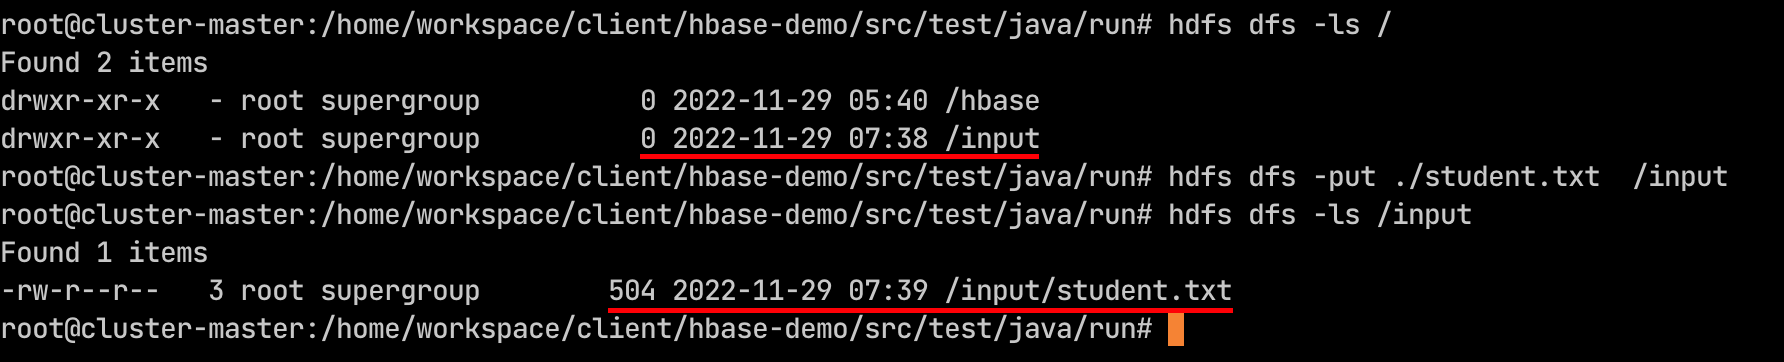 root@cluster-master:/home/workspace/client/hbase-demo/src/test/java/run# hdfs dfs -ls /
Found 2 items
drwxr-xr-x   - root supergroup          0 2022-11-29 05:40 /hbase
drwxr-xr-x   - root supergroup          0 2022-11-29 07:38 /input
root@cluster-master:/home/workspace/client/hbase-demo/src/test/java/run# hdfs dfs -put ./student.txt  /input
root@cluster-master:/home/workspace/client/hbase-demo/src/test/java/run# hdfs dfs -ls /input
Found 1 items
-rw-r--r--   3 root supergroup        504 2022-11-29 07:39 /input/student.txt
root@cluster-master:/home/workspace/client/hbase-demo/src/test/java/run#